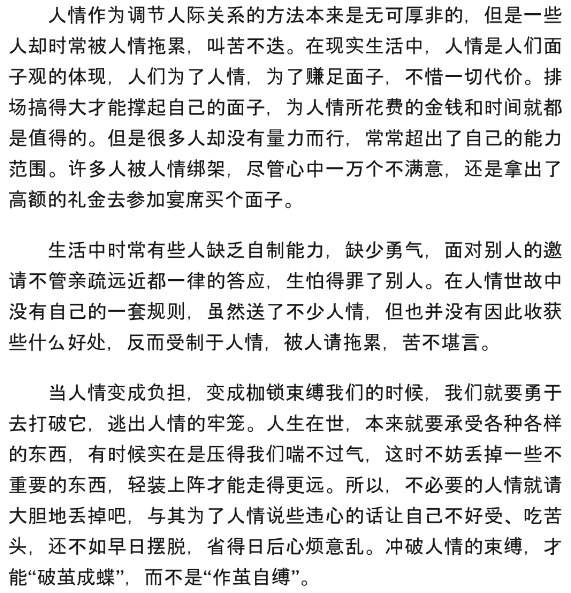 人情作为调节人际关系的方法本来是无可厚非的，但是一些
人却时常被人情拖累，叫苦不迭。在现实生活中，人情是人们面
子观的体现，人们为了人情，为了赚足面子，不惜一切代价。排
场搞得大才能撑起自己的面子，为人情所花费的金钱和时间就都
是值得的。但是很多人却没有量力而行，常常超出了自己的能力
范围。许多人被人情绑架，尽管心中一万个不满意，还是拿出了
高额的礼金去参加宴席买个面子。
生活中时常有些人缺乏自制能力，缺少勇气，面对别人的邀
请不管亲疏远近都一律的答应，生怕得罪了别人。在人情世故中
没有自己的一套规则，虽然送了不少人情，但也并没有因此收获
些什么好处，反而受制于人情，被人请拖累，苦不堪言。
当人情变成负担，变成枷锁束缚我们的时候，我们就要勇于
去打破它，逃出人情的牢笼。人生在世，本来就要承受各种各样
的东西，有时候实在是压得我们喘不过气，这时不妨丢掉一些不
重要的东西，轻装上阵才能走得更远。所以，不必要的人情就请
大胆地丢掉吧，与其为了人情说些违心的话让自己不好受、吃苦
头，还不如早日摆脱，省得日后心烦意乱。冲破人情的束缚，才
能“破茧成蝶”，而不是“作茧自缚”。